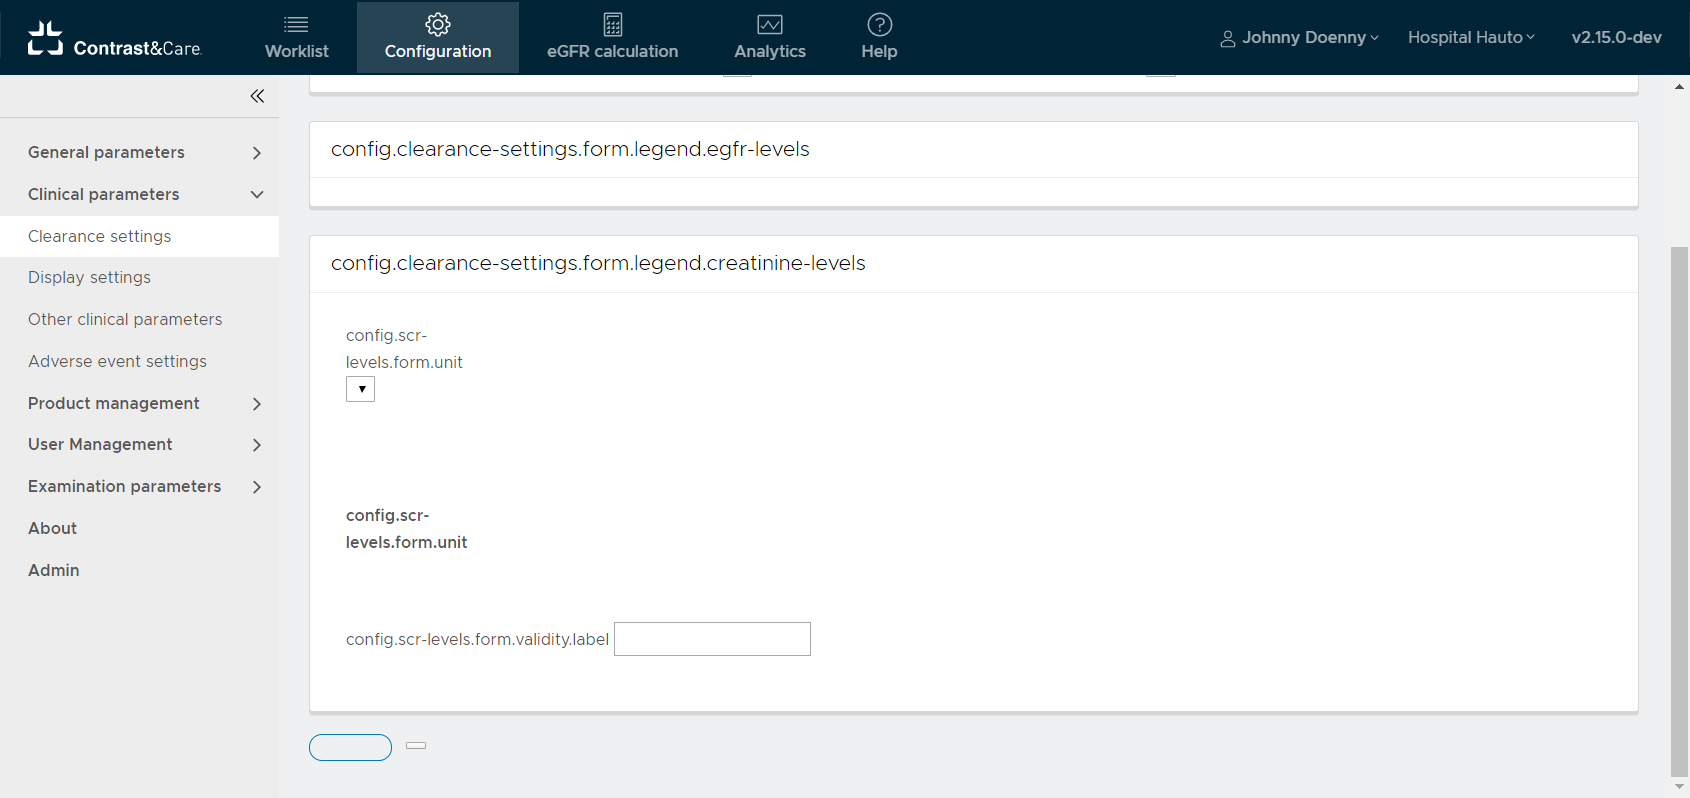 Contrast&Care
Worklist
Configuration
eGFR calculation
Analytics
Help
Johnny Doenny
Hospital Hauto
v2.15.0-dev
General parameters
Clinical parameters
Clearance settings
Display settings
Other clinical parameters
Adverse event settings
Product management
User Management
Examination parameters
About
Admin
config.clearance-settings.form.legend.egfr-levels
config.clearance-settings.form.legend.creatinine-levels
config.scr-
levels.form.unit
config.scr-
levels.form.unit
config.scr-levels.form.validity.label